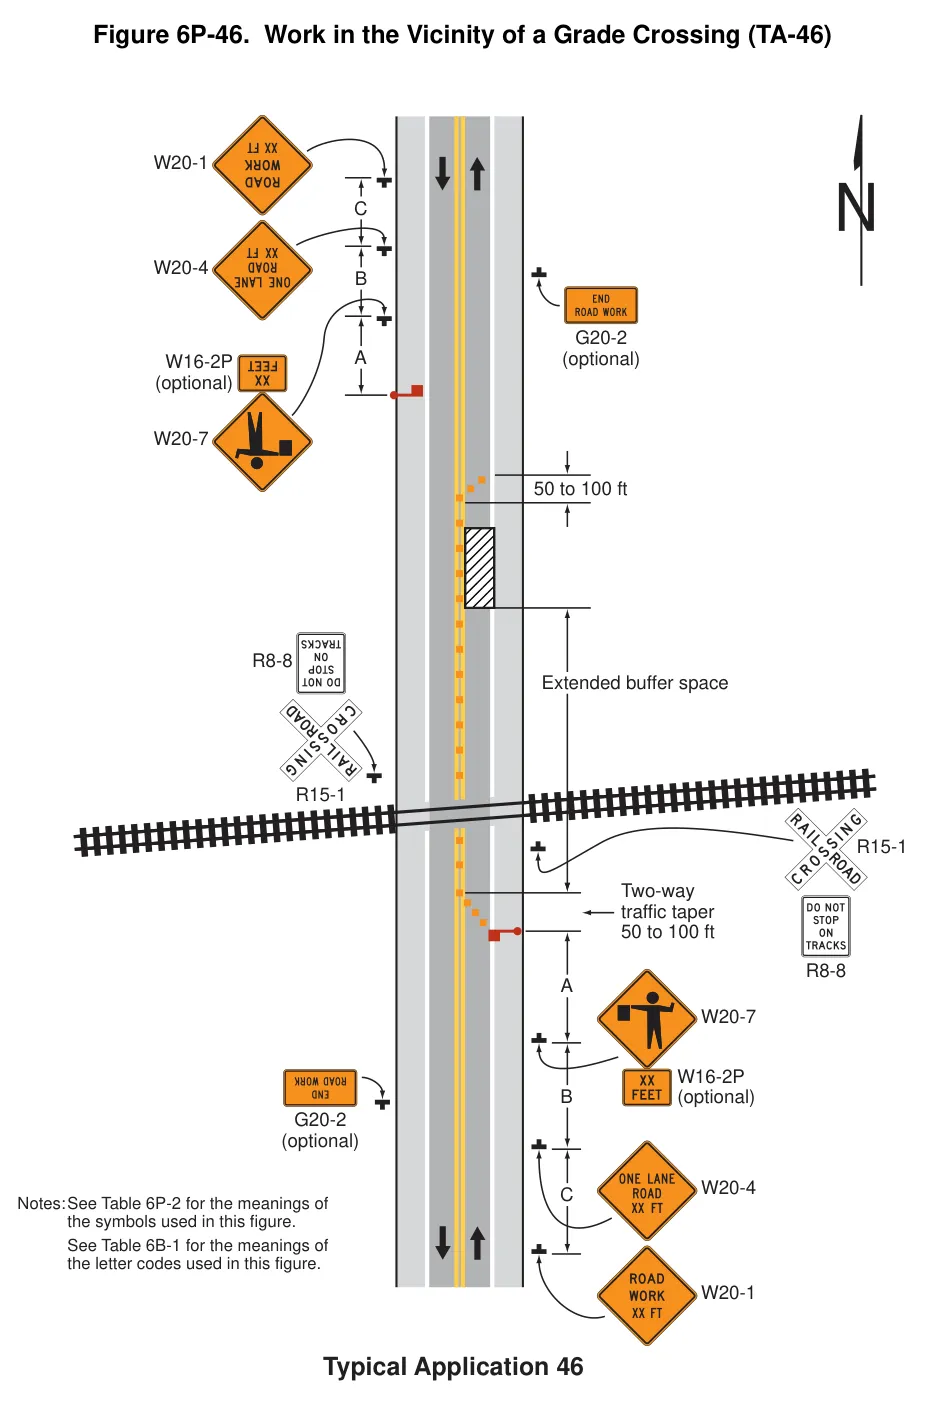 Figure 6P-46. Work in the Vicinity of a Grade Crossing (TA-46)
W20-1
ROAD
WORK
XX FT
C
N
W20-4
ONE LANE
ROAD
XX FT
B
END
ROAD WORK
G20-2
(optional)
W16-2P
(optional)
XX
FEET
A
W20-7
50 to 100 ft
R8-8
DO NOT
STOP
ON
TRACKS
Extended buffer space
RAILROAD
CROSSING
R15-1
RAILROAD
CROSSING
R15-1
Two-way
traffic taper
50 to 100 ft
DO NOT
STOP
ON
TRACKS
R8-8
A
W20-7
END
ROAD WORK
G20-2
(optional)
XX
FEET
W16-2P
(optional)
B
ONE LANE
ROAD
XX FT
W20-4
C
Notes: See Table 6P-2 for the meanings of
the symbols used in this figure.
See Table 6B-1 for the meanings of
the letter codes used in this figure.
ROAD
WORK
XX FT
W20-1
Typical Application 46